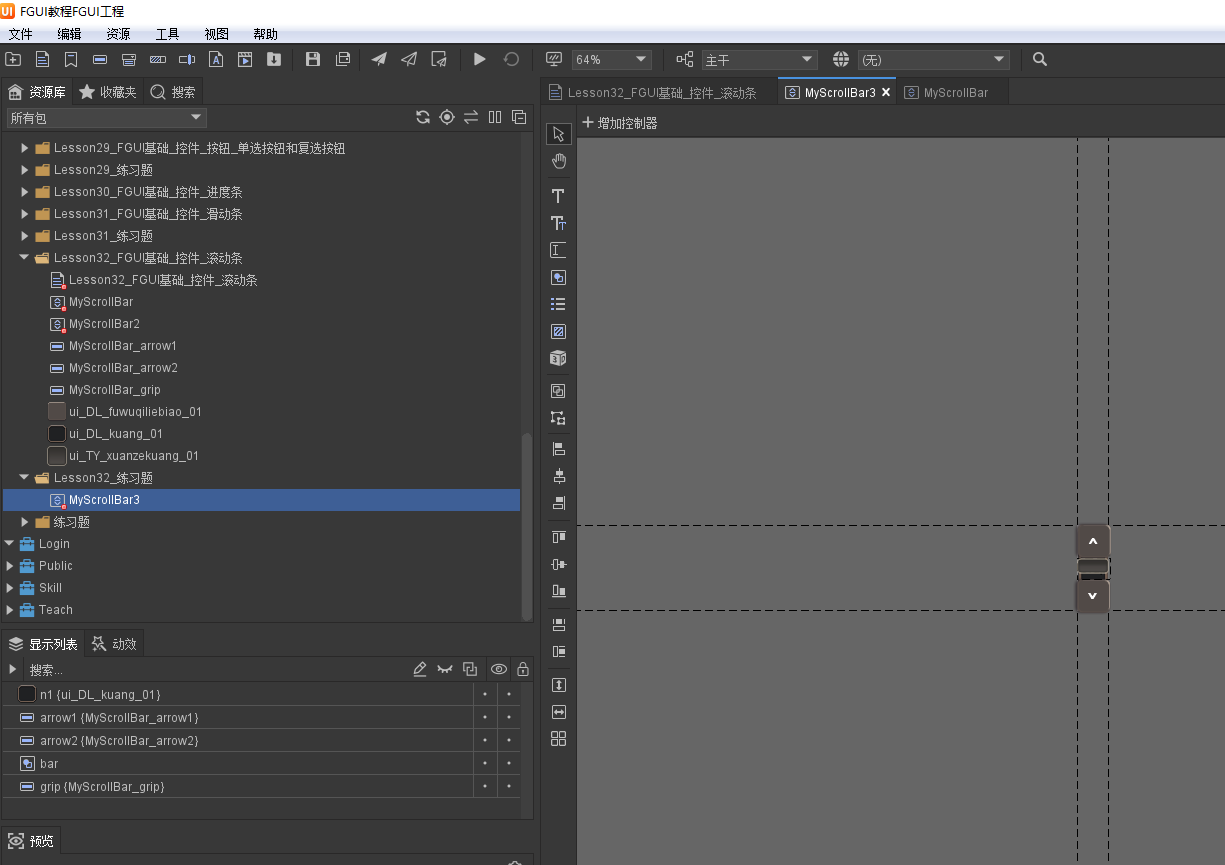 UI FGUI教程FGUI工程
文件 编辑 资源 工具 视图 帮助
64% 主干 (无)
资源库 收藏夹 搜索
Lesson32_FGUI基础_控件_滚动条 MyScrollBar3 MyScrollBar
所有包
增加控制器
Lesson29_FGUI基础_控件_按钮_单选按钮和复选按钮
Lesson29_练习题
Lesson30_FGUI基础_控件_进度条
Lesson31_FGUI基础_控件_滑动条
Lesson31_练习题
Lesson32_FGUI基础_控件_滚动条
Lesson32_FGUI基础_控件_滚动条
MyScrollBar
MyScrollBar2
MyScrollBar_arrow1
MyScrollBar_arrow2
MyScrollBar_grip
ui_DL_fuwuqiliebiao_01
ui_DL_kuang_01
ui_TY_xuanzekuang_01
Lesson32_练习题
MyScrollBar3
练习题
Login
Public
Skill
Teach
显示列表 动效
搜索...
n1 {ui_DL_kuang_01}
arrow1 {MyScrollBar_arrow1}
arrow2 {MyScrollBar_arrow2}
bar
grip {MyScrollBar_grip}
预览